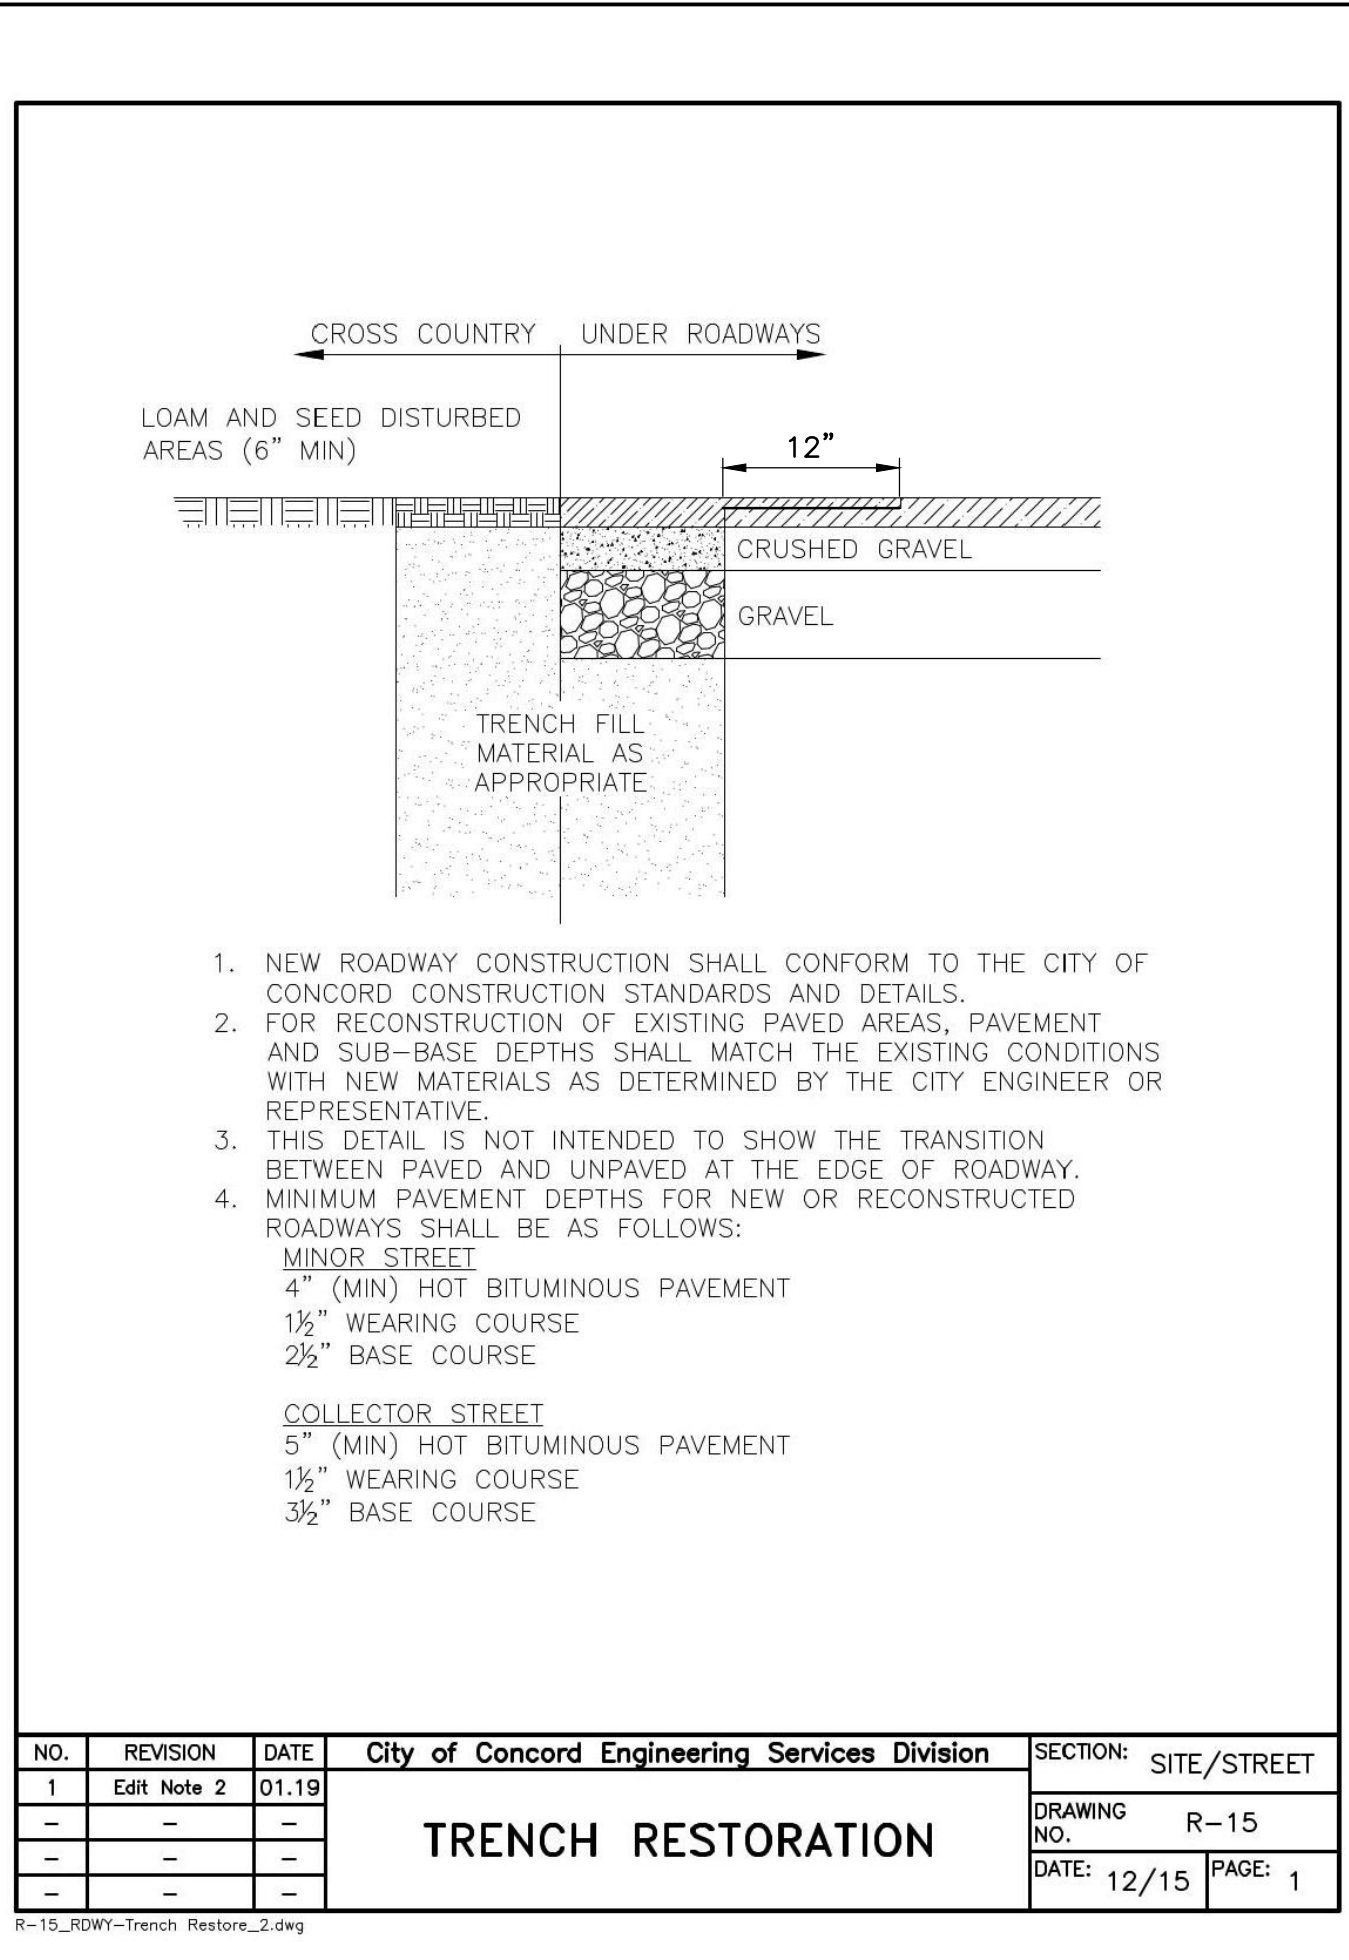 CROSS COUNTRY UNDER ROADWAYS
LOAM AND SEED DISTURBED
AREAS (6” MIN)
12”
CRUSHED GRAVEL
GRAVEL
TRENCH FILL
MATERIAL AS
APPROPRIATE
1. NEW ROADWAY CONSTRUCTION SHALL CONFORM TO THE CITY OF
CONCORD CONSTRUCTION STANDARDS AND DETAILS.
2. FOR RECONSTRUCTION OF EXISTING PAVED AREAS, PAVEMENT
AND SUB-BASE DEPTHS SHALL MATCH THE EXISTING CONDITIONS
WITH NEW MATERIALS AS DETERMINED BY THE CITY ENGINEER OR
REPRESENTATIVE.
3. THIS DETAIL IS NOT INTENDED TO SHOW THE TRANSITION
BETWEEN PAVED AND UNPAVED AT THE EDGE OF ROADWAY.
4. MINIMUM PAVEMENT DEPTHS FOR NEW OR RECONSTRUCTED
ROADWAYS SHALL BE AS FOLLOWS:
MINOR STREET
4” (MIN) HOT BITUMINOUS PAVEMENT
1½” WEARING COURSE
2½” BASE COURSE
COLLECTOR STREET
5” (MIN) HOT BITUMINOUS PAVEMENT
1½” WEARING COURSE
3½” BASE COURSE
NO. REVISION DATE
1 Edit Note 2 01.19
- - -
- - -
- - -
City of Concord Engineering Services Division
TRENCH RESTORATION
SECTION: SITE/STREET
DRAWING
NO. R-15
DATE: 12/15 PAGE: 1
R-15_RDWY-Trench Restore_2.dwg